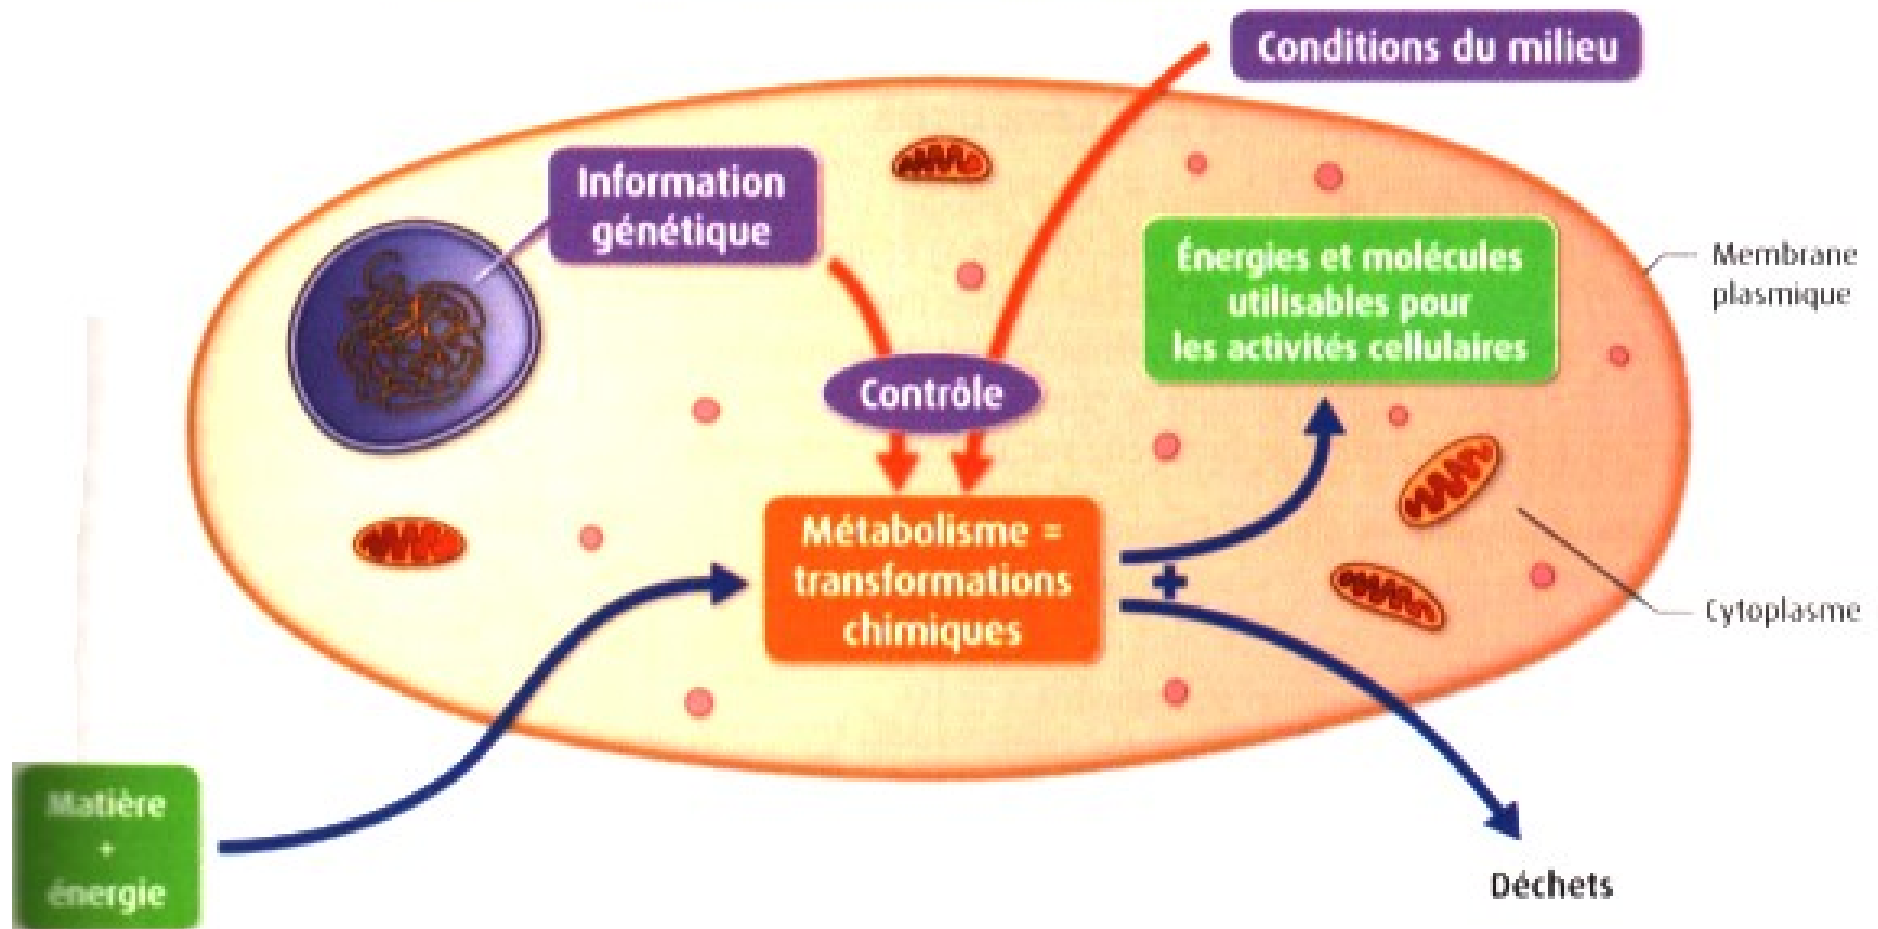 Conditions du milieu
Information
génétique
Énergies et molécules
utilisables pour
les activités cellulaires
Membrane
plasmique
Contrôle
Métabolisme =
transformations
chimiques
+
Cytoplasme
Matière
+
énergie
Déchets